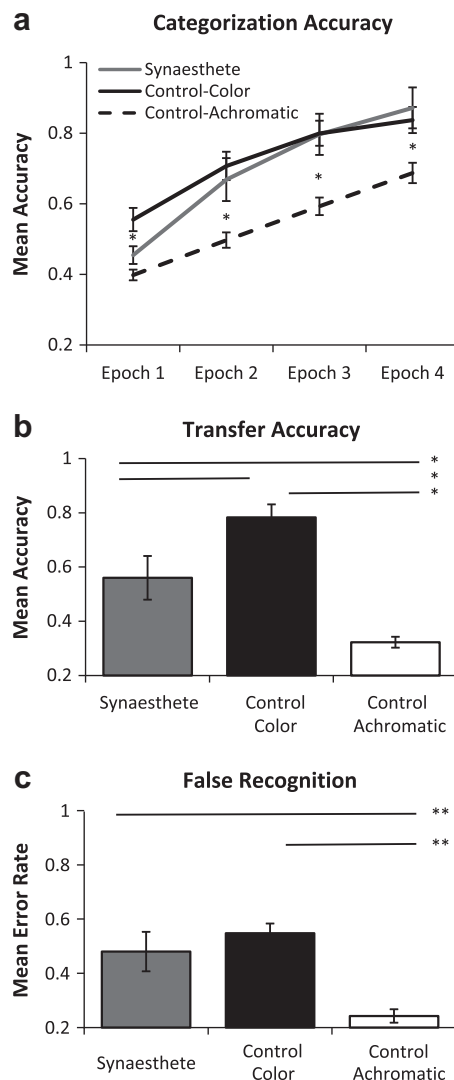 a
Categorization Accuracy
Mean Accuracy
1
0.8
0.6
0.4
0.2
Synaesthete
Control-Color
Control-Achromatic
*
*
*
*
Epoch 1 Epoch 2 Epoch 3 Epoch 4
b
Transfer Accuracy
Mean Accuracy
1
0.8
0.6
0.4
0.2
*
*
*
Synaesthete Control Control
Color Achromatic
c
False Recognition
Mean Error Rate
1
0.8
0.6
0.4
0.2
**
**
Synaesthete Control Control
Color Achromatic